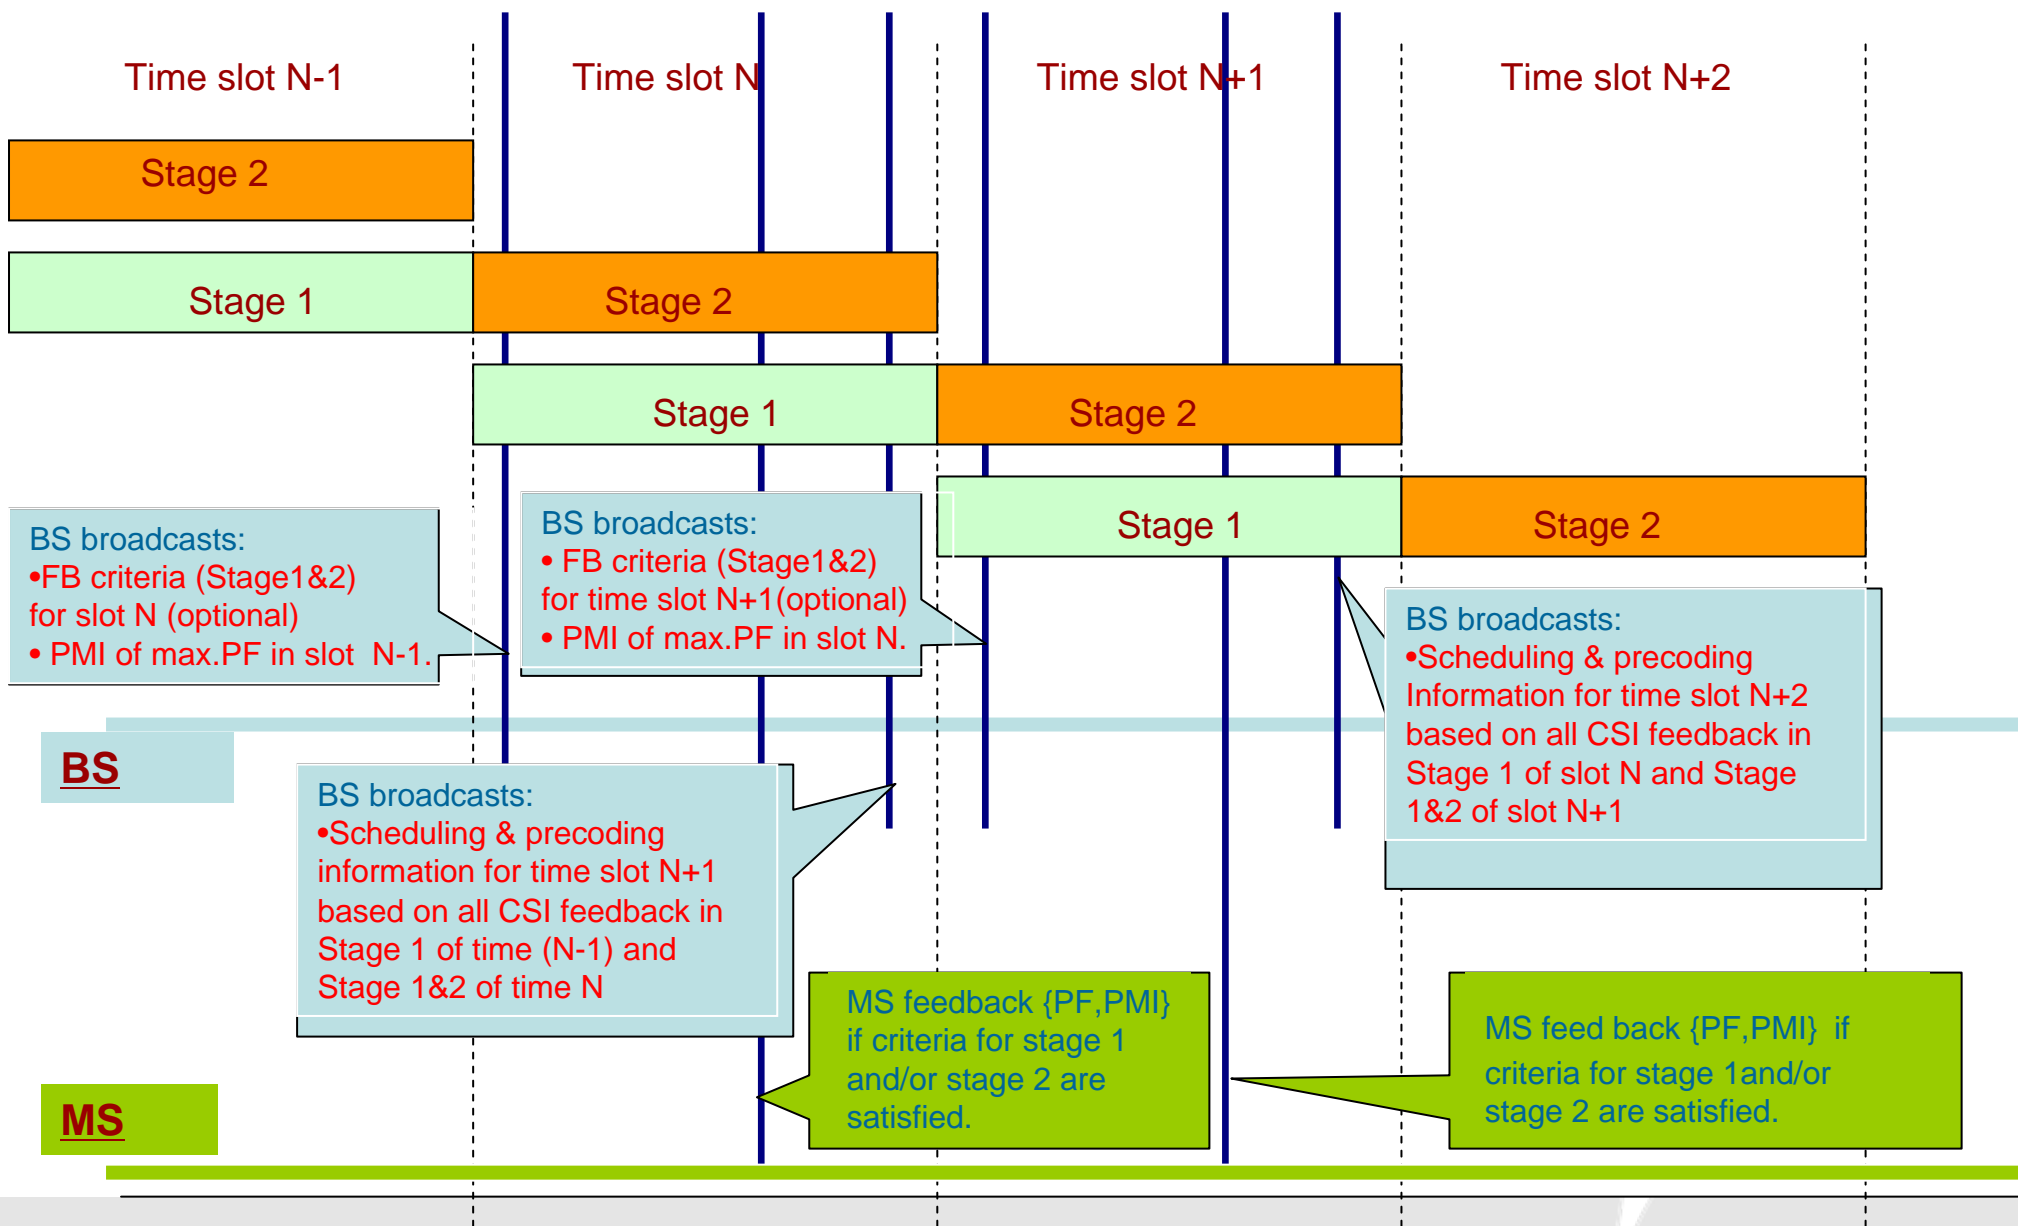 Time slot N-1
Time slot N
Time slot N+1
Time slot N+2
Stage 2
Stage 1
Stage 2
Stage 1
Stage 2
Stage 1
Stage 2
BS broadcasts:
•FB criteria (Stage1&2)
for slot N (optional)
• PMI of max.PF in slot N-1.
BS broadcasts:
• FB criteria (Stage1&2)
for time slot N+1(optional)
• PMI of max.PF in slot N.
BS broadcasts:
•Scheduling & precoding
Information for time slot N+2
based on all CSI feedback in
Stage 1 of slot N and Stage
1&2 of slot N+1
BS
BS broadcasts:
•Scheduling & precoding
information for time slot N+1
based on all CSI feedback in
Stage 1 of time (N-1) and
Stage 1&2 of time N
MS feedback {PF,PMI}
if criteria for stage 1
and/or stage 2 are
satisfied.
MS feed back {PF,PMI} if
criteria for stage 1and/or
stage 2 are satisfied.
MS